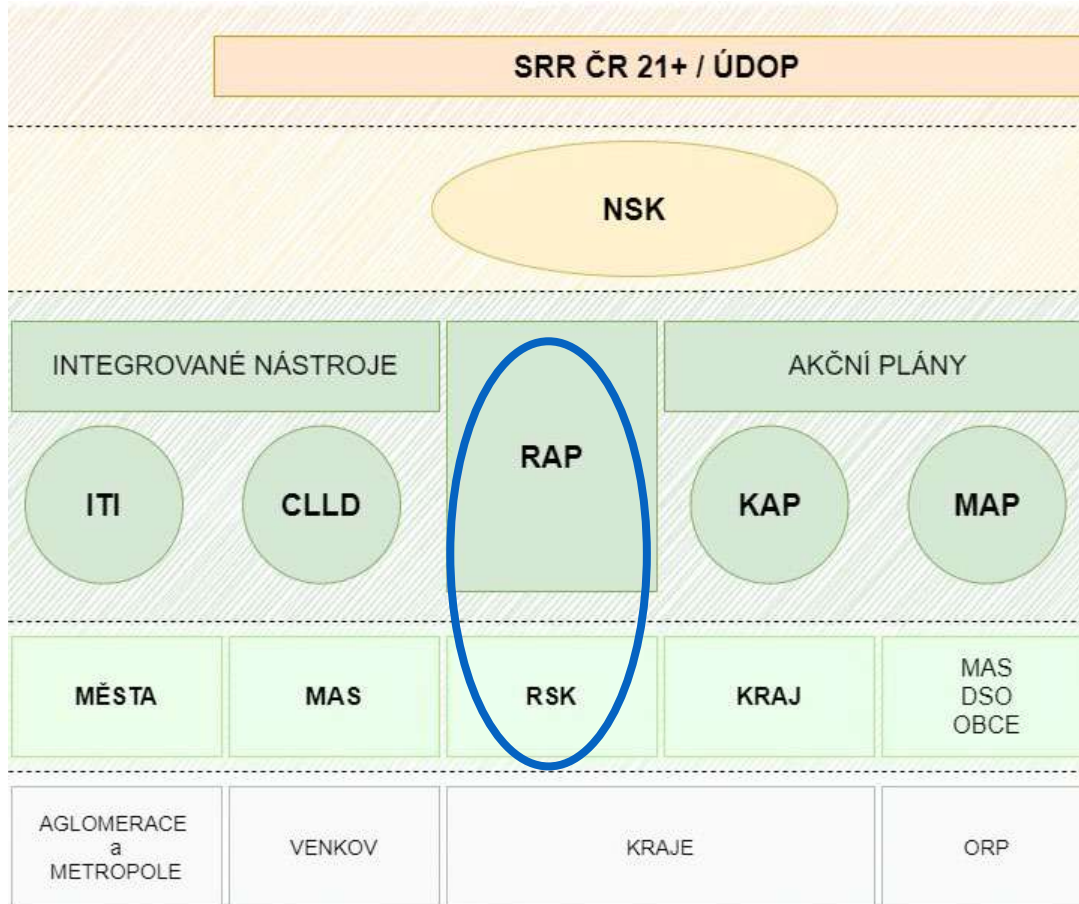 SRR ČR 21+ / ÚDOP
NSK
INTEGROVANÉ NÁSTROJE
RAP
AKČNÍ PLÁNY
ITI
CLLD
KAP
MAP
MĚSTA
MAS
RSK
KRAJ
MAS
DSO
OBCE
AGLOMERACE
a
METROPOLE
VENKOV
KRAJE
ORP